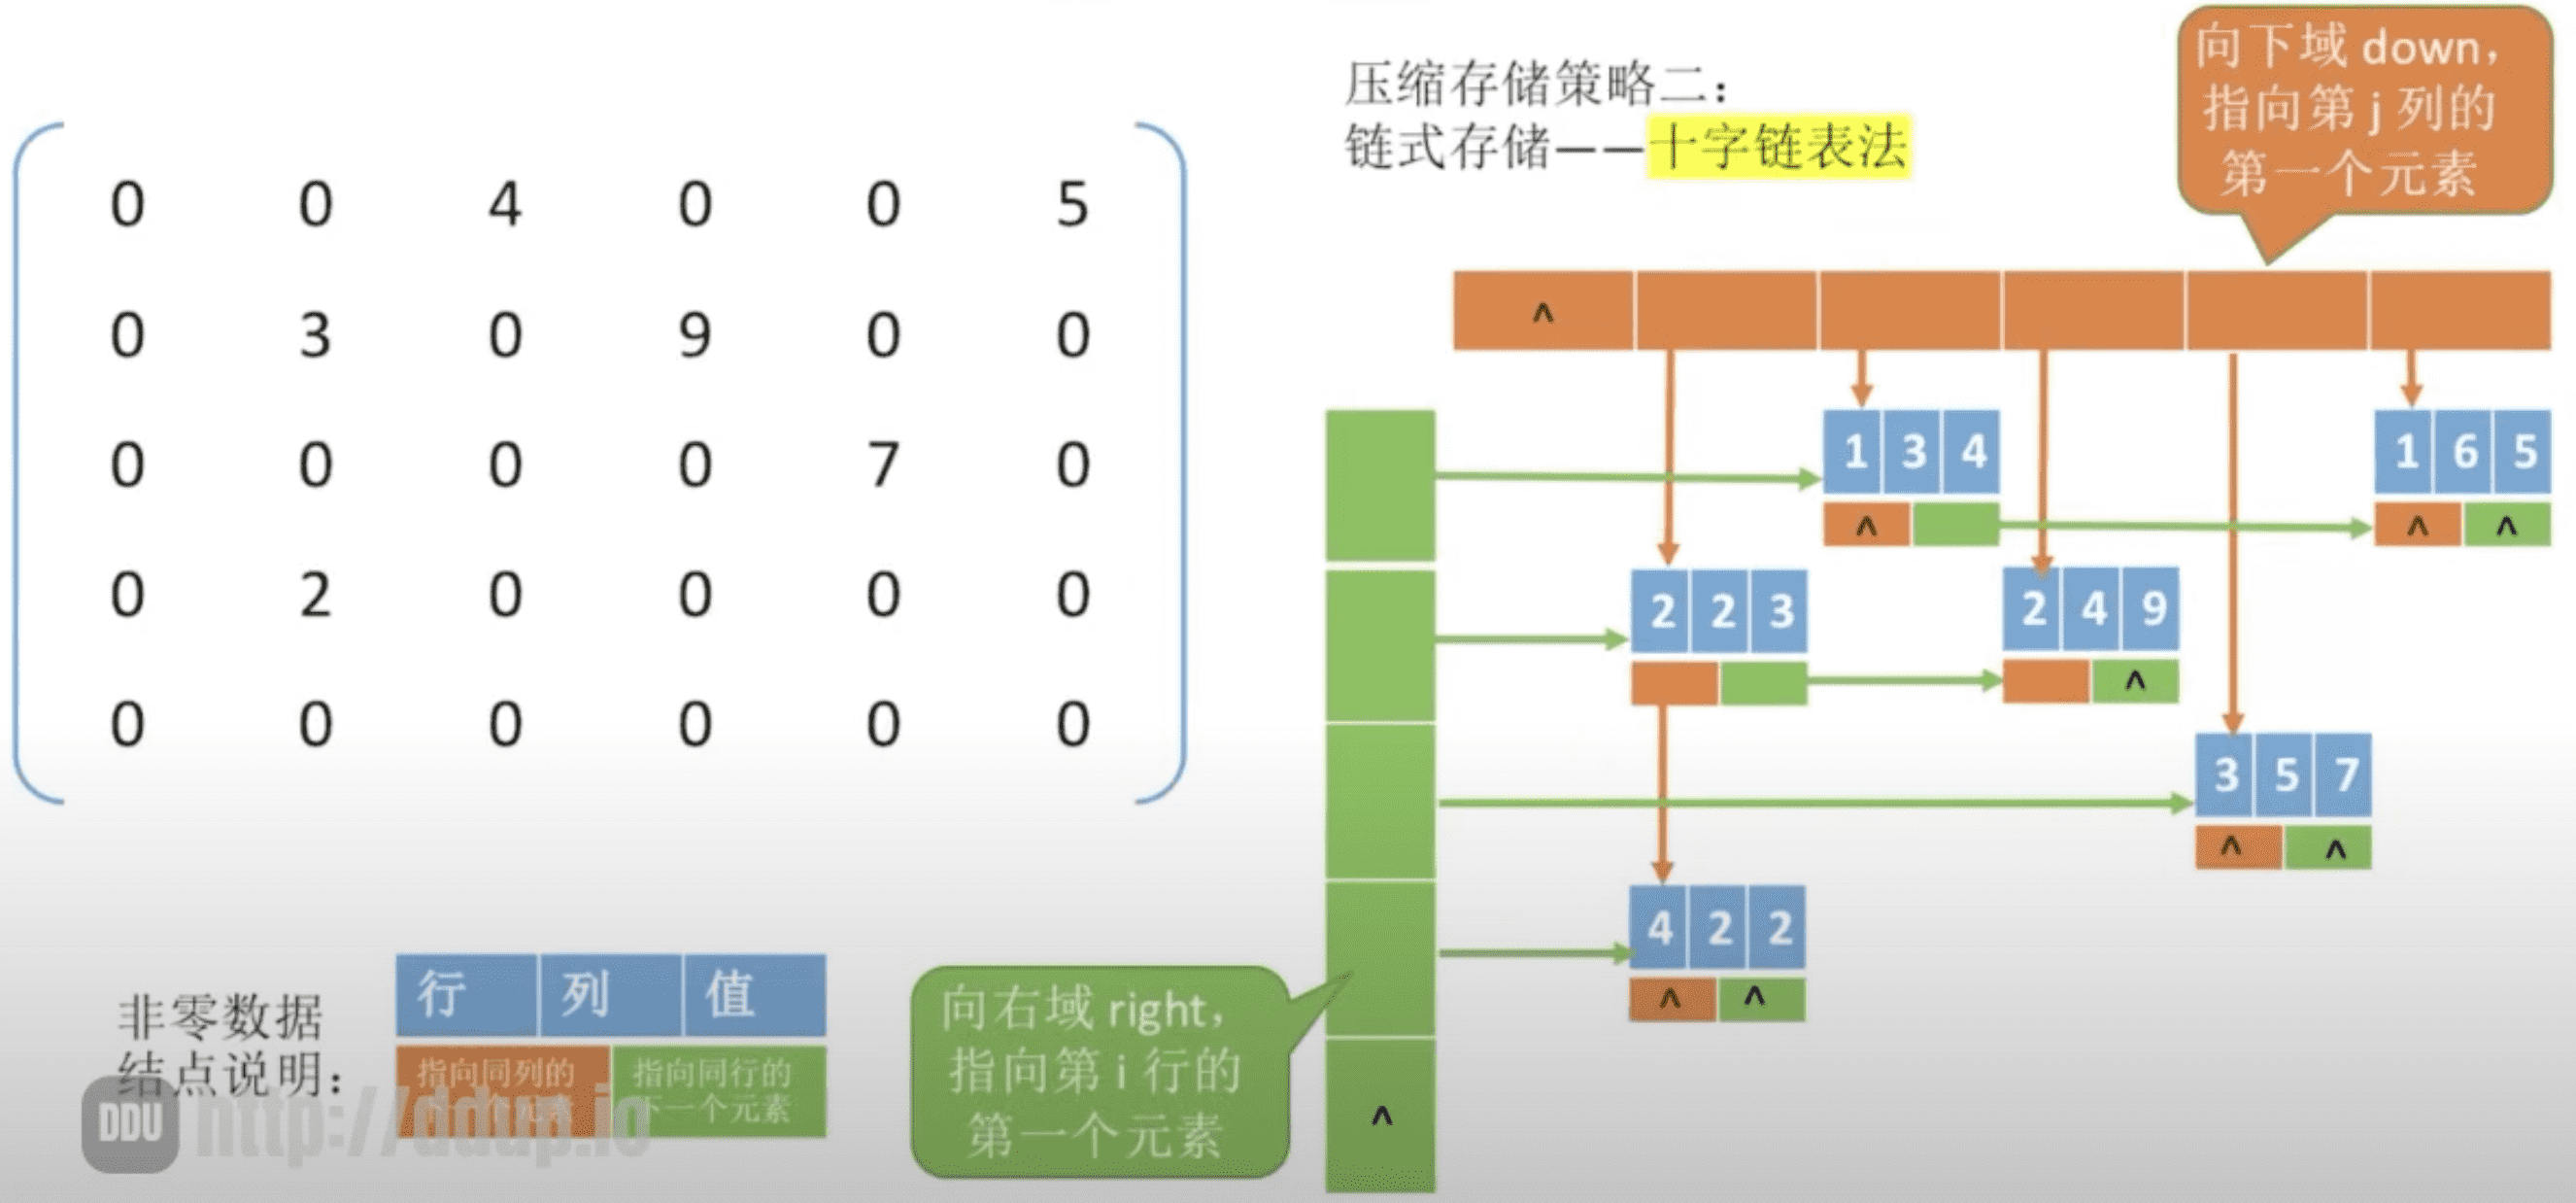 压缩存储策略二：
链式存储——十字链表法
向下域 down，
指向第 j 列的
第一个元素
0 0 4 0 0 5
0 3 0 9 0 0
0 0 0 0 7 0
0 2 0 0 0 0
0 0 0 0 0 0
^
1 3 4
1 6 5
^
^ ^
2 2 3
2 4 9
^
3 5 7
^ ^
4 2 2
^ ^
^
向右域 right，
指向第 i 行的
第一个元素
非零数据
结点说明：
行 列 值
指向同列的
下一个元素
指向同行的
下一个元素
DDU http://ddup.io